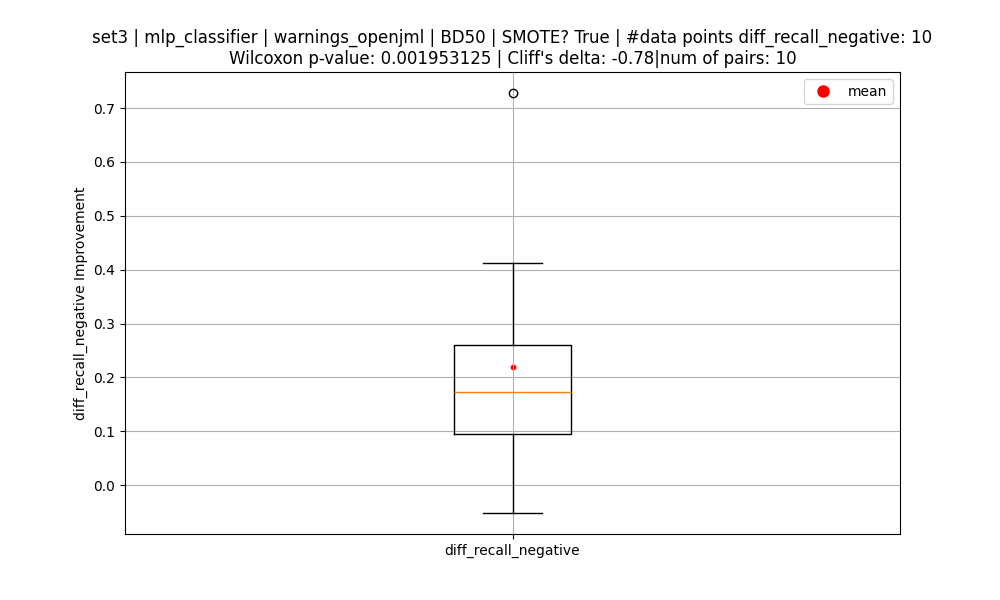 set3 | mlp_classifier | warnings_openjml | BD50 | SMOTE? True | #data points diff_recall_negative: 10
Wilcoxon p-value: 0.001953125 | Cliff's delta: -0.78|num of pairs: 10
mean
0.7
0.6
0.5
0.4
0.3
0.2
0.1
0.0
diff_recall_negative Improvement
diff_recall_negative